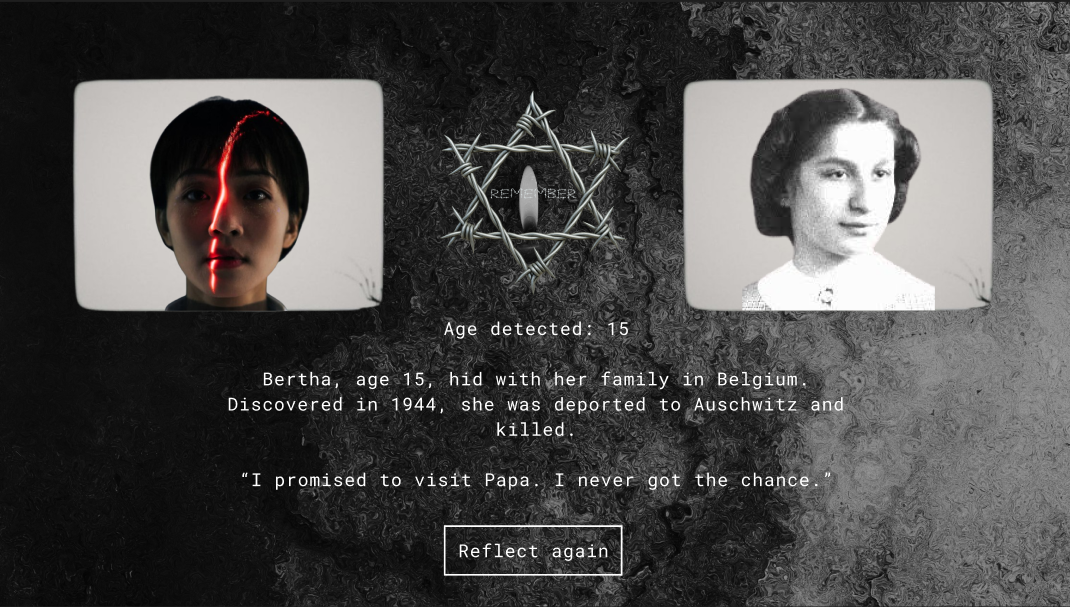 REMEMBER
Age detected: 15
Bertha, age 15, hid with her family in Belgium.
Discovered in 1944, she was deported to Auschwitz and
killed.
“I promised to visit Papa. I never got the chance.”
Reflect again